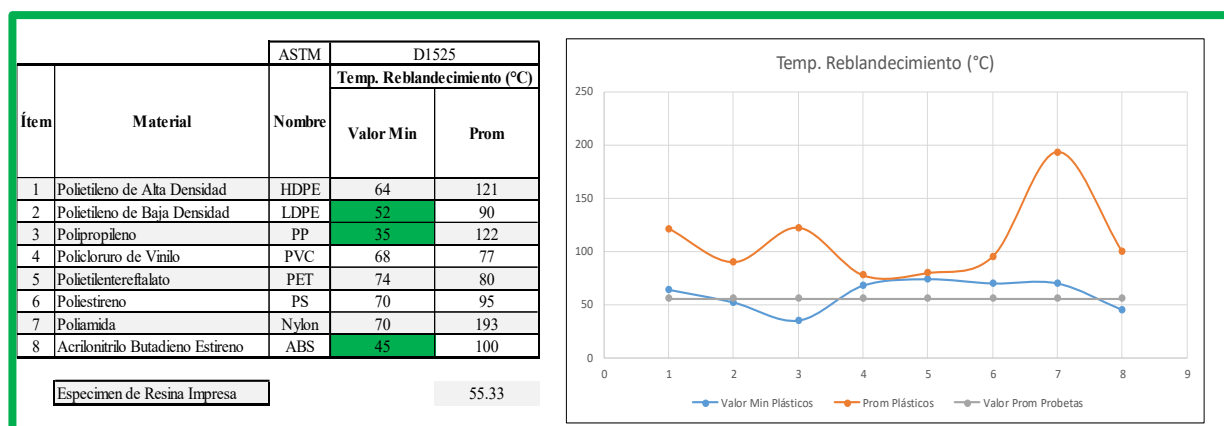 ASTM D1525
Ítem Material Nombre Temp. Reblandecimiento (°C)
Valor Min Prom
1 Polietileno de Alta Densidad HDPE 64 121
2 Polietileno de Baja Densidad LDPE 52 90
3 Polipropileno PP 35 122
4 Policloruro de Vinilo PVC 68 77
5 Polietilentereftalato PET 74 80
6 Poliestireno PS 70 95
7 Poliamida Nylon 70 193
8 Acrilonitrilo Butadieno Estireno ABS 45 100
Especimen de Resina Impresa 55.33
Temp. Reblandecimiento (°C)
250
200
150
100
50
0
0 1 2 3 4 5 6 7 8 9
Valor Min Plásticos Prom Plásticos Valor Prom Probetas